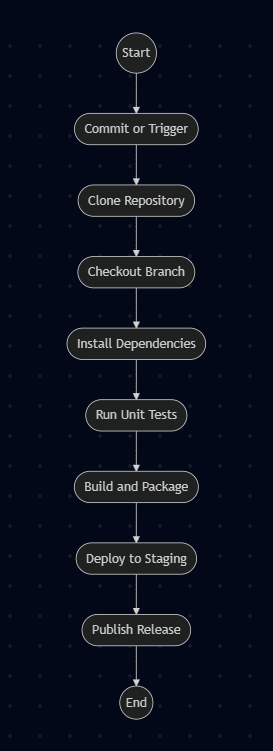 Start
Commit or Trigger
Clone Repository
Checkout Branch
Install Dependencies
Run Unit Tests
Build and Package
Deploy to Staging
Publish Release
End